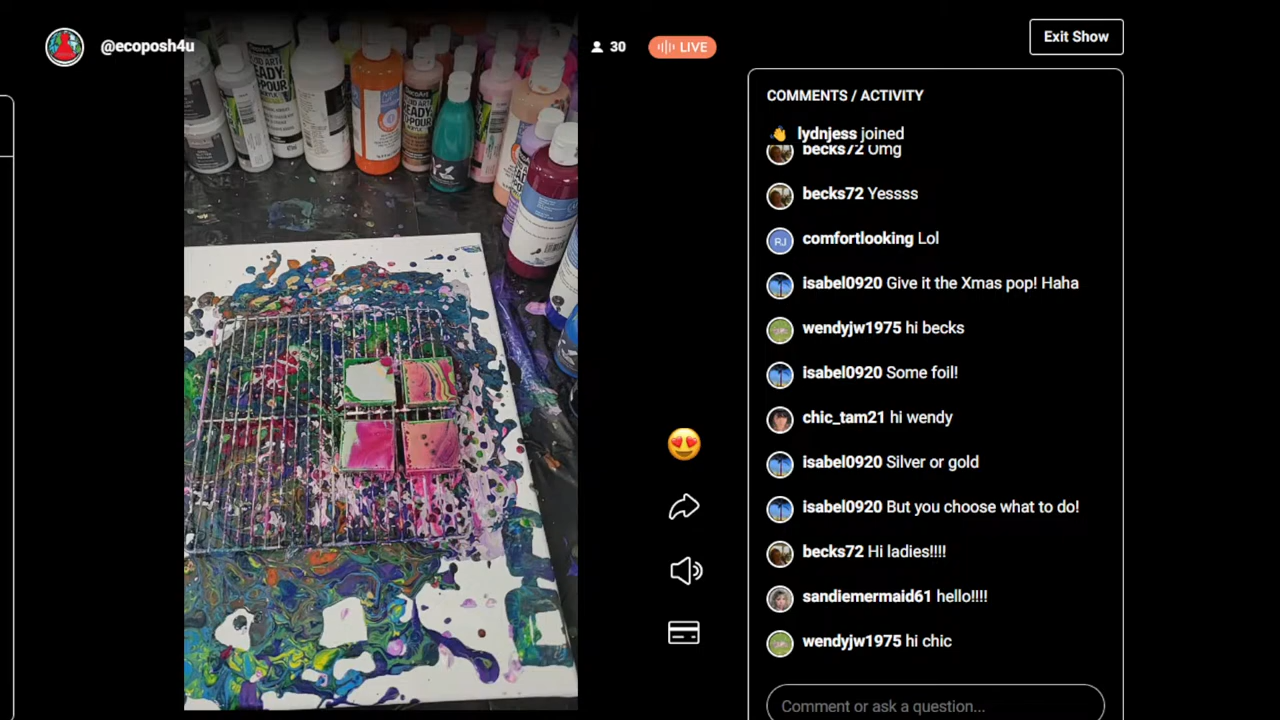 @ecoposh4u
30
LIVE
Exit Show
COMMENTS / ACTIVITY
lydnjess joined
becks72 Omg
becks72 Yessss
RJ
comfortlooking Lol
isabel0920 Give it the Xmas pop! Haha
wendyjw1975 hi becks
isabel0920 Some foil!
chic_tam21 hi wendy
isabel0920 Silver or gold
isabel0920 But you choose what to do!
becks72 Hi ladies!!!!
sandiemermaid61 hello!!!!
wendyjw1975 hi chic
Comment or ask a question...
READY
POUR
ART
READY
POUR